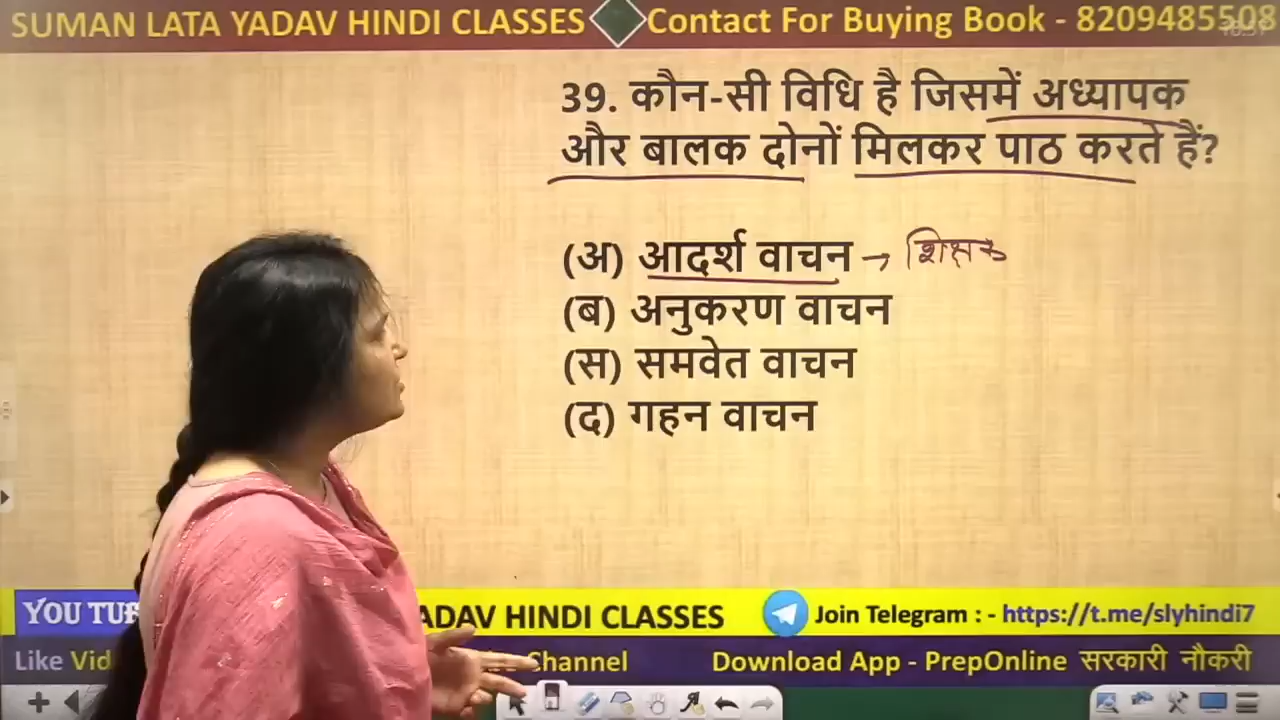 SUMAN LATA YADAV HINDI CLASSES Contact For Buying Book - 8209485508
39. कौन-सी विधि है जिसमें अध्यापक
और बालक दोनों मिलकर पाठ करते हैं?
(अ) आदर्श वाचन → शिक्षक
(ब) अनुकरण वाचन
(स) समवेत वाचन
(द) गहन वाचन
YOU TUB ADAV HINDI CLASSES Join Telegram : - https://t.me/slyhindi7
Like Vid Channel Download App - PrepOnline सरकारी नौकरी